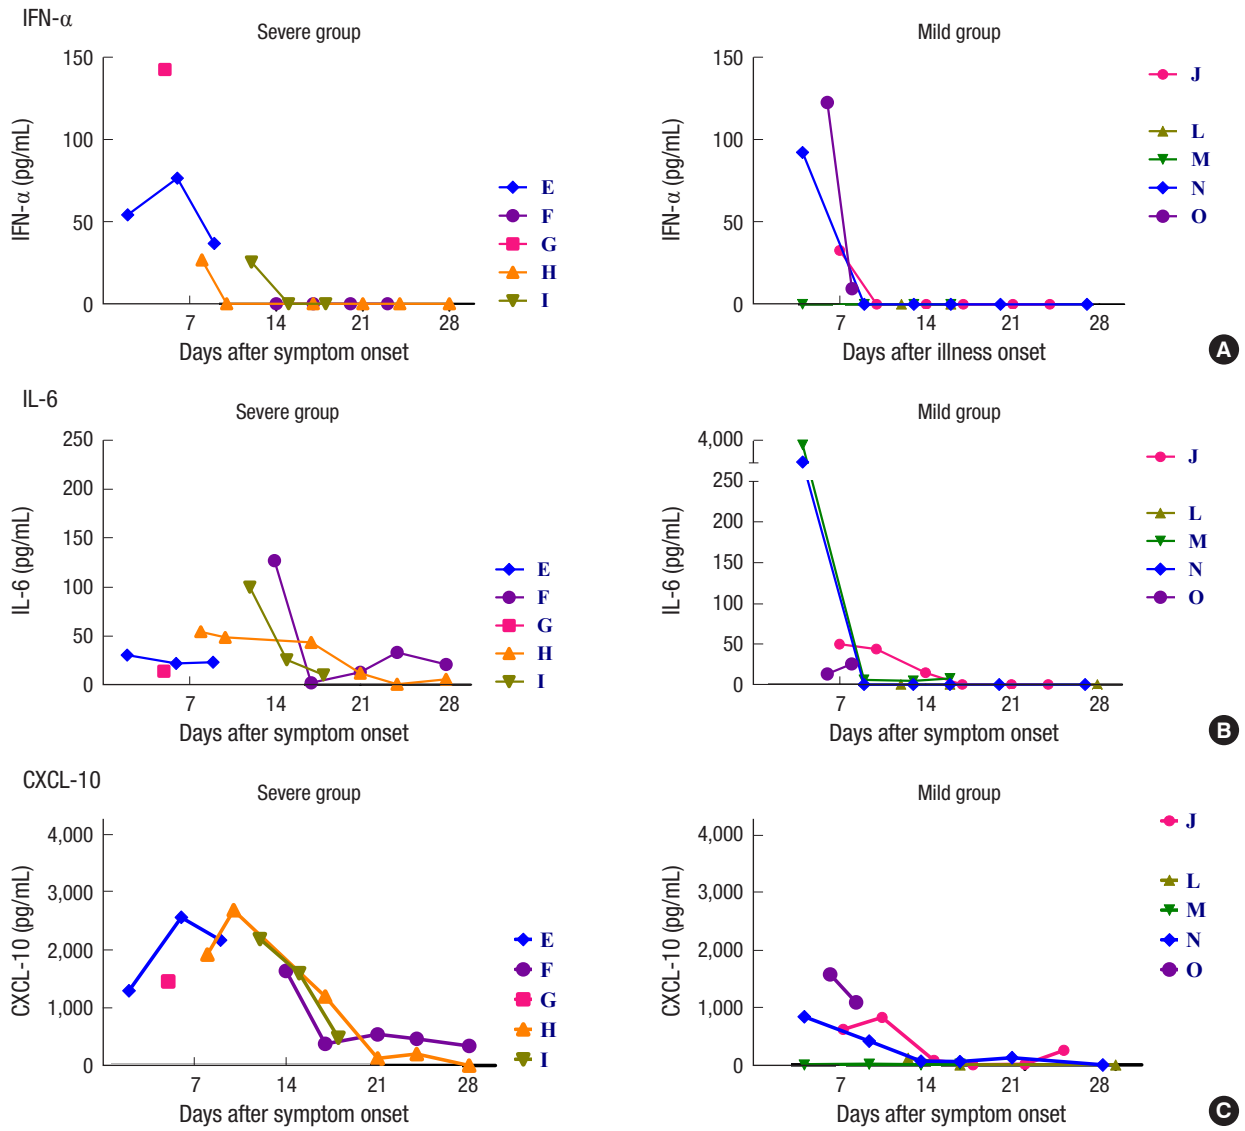 IFN-α
Severe group
Mild group
150
100
50
0
IFN-α (pg/mL)
7 14 21 28
Days after symptom onset
E
F
G
H
I
150
100
50
0
IFN-α (pg/mL)
7 14 21 28
Days after illness onset
J
L
M
N
O
A
IL-6
Severe group
Mild group
250
200
150
100
50
0
IL-6 (pg/mL)
7 14 21 28
Days after symptom onset
E
F
G
H
I
4,000
250
200
150
100
50
0
IL-6 (pg/mL)
7 14 21 28
Days after symptom onset
J
L
M
N
O
B
CXCL-10
Severe group
Mild group
4,000
3,000
2,000
1,000
0
CXCL-10 (pg/mL)
7 14 21 28
Days after symptom onset
E
F
G
H
I
4,000
3,000
2,000
1,000
0
CXCL-10 (pg/mL)
7 14 21 28
Days after symptom onset
J
L
M
N
O
C